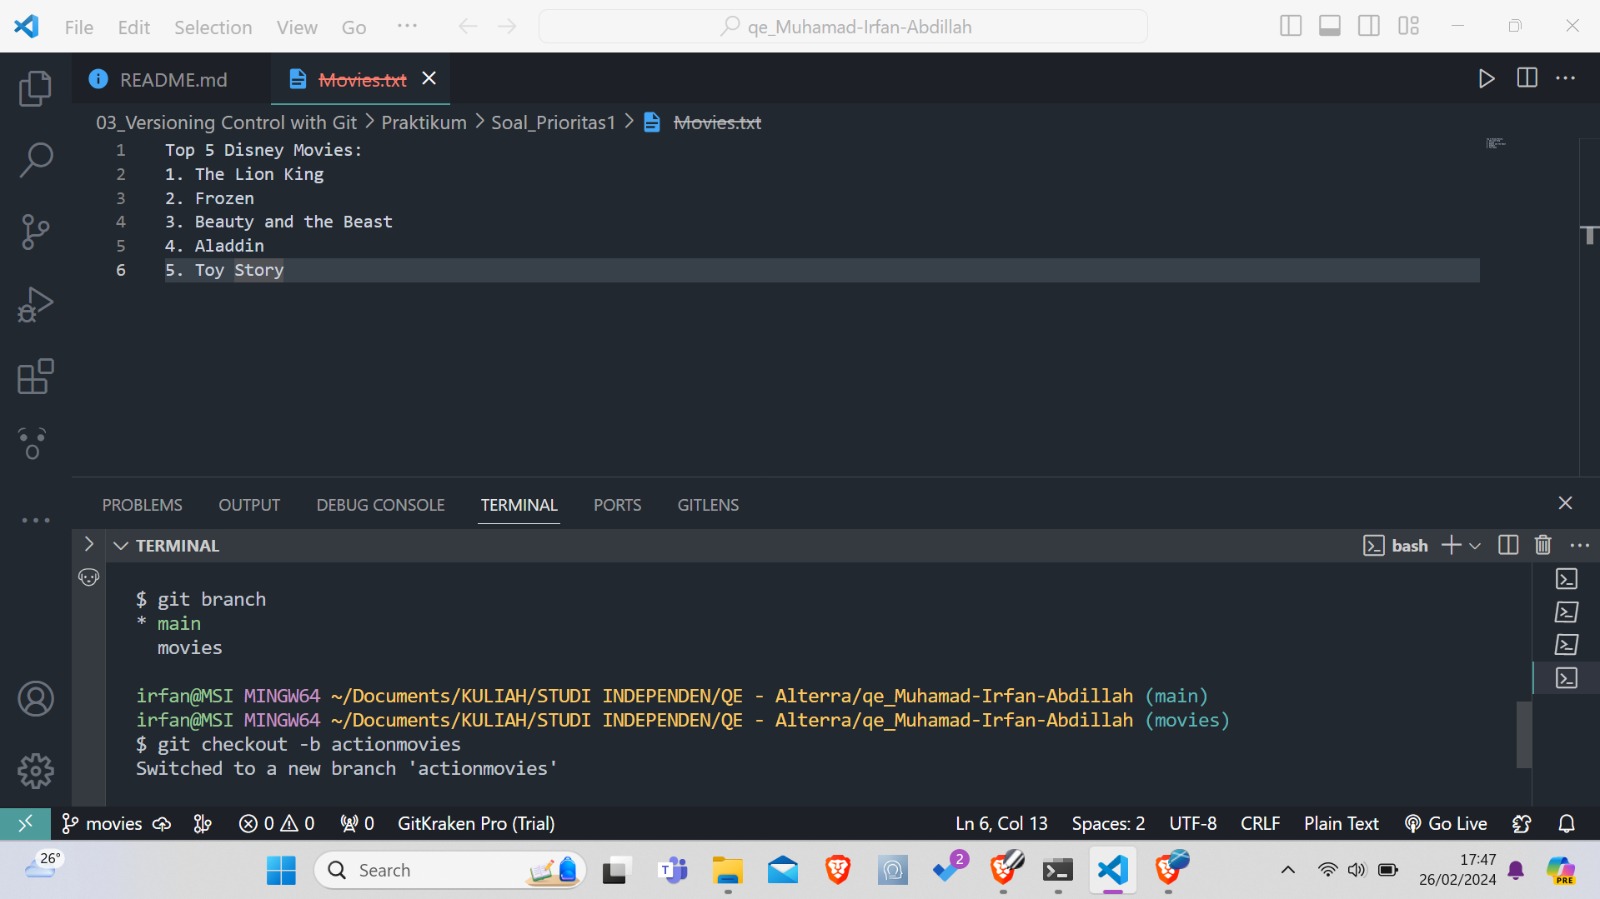 File Edit Selection View Go ··· qe_Muhamad-Irfan-Abdillah
README.md Movies.txt
03_Versioning Control with Git > Praktikum > Soal_Prioritas1 > Movies.txt
1 Top 5 Disney Movies:
2 1. The Lion King
3 2. Frozen
4 3. Beauty and the Beast
5 4. Aladdin
6 5. Toy Story
PROBLEMS OUTPUT DEBUG CONSOLE TERMINAL PORTS GITLENS
TERMINAL bash
$ git branch
* main
movies
irfan@MSI MINGW64 ~/Documents/KULIAH/STUDI INDEPENDEN/QE - Alterra/qe_Muhamad-Irfan-Abdillah (main)
irfan@MSI MINGW64 ~/Documents/KULIAH/STUDI INDEPENDEN/QE - Alterra/qe_Muhamad-Irfan-Abdillah (movies)
$ git checkout -b actionmovies
Switched to a new branch 'actionmovies'
movies 0 0 0 GitKraken Pro (Trial) Ln 6, Col 13 Spaces: 2 UTF-8 CRLF Plain Text Go Live
26° Search 2 17:47
26/02/2024 PRE